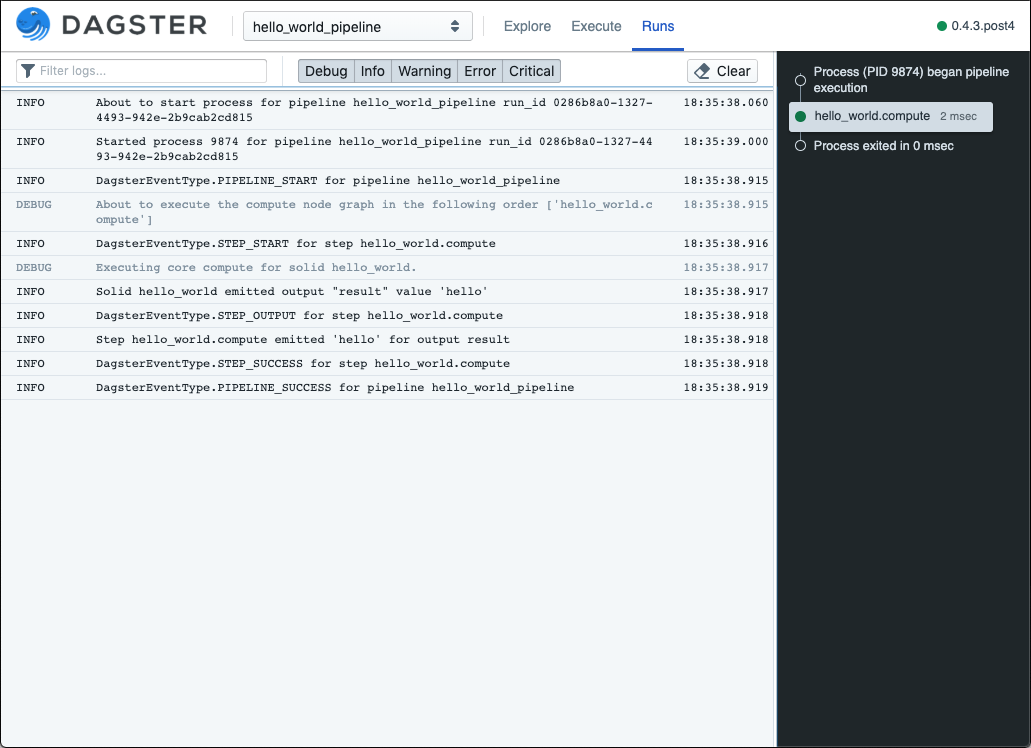 DAGSTER
hello_world_pipeline
Explore
Execute
Runs
0.4.3.post4
Filter logs...
Debug
Info
Warning
Error
Critical
Clear
INFO About to start process for pipeline hello_world_pipeline run_id 0286b8a0-1327- 18:35:38.060
4493-942e-2b9cab2cd815
INFO Started process 9874 for pipeline hello_world_pipeline run_id 0286b8a0-1327-44 18:35:39.000
93-942e-2b9cab2cd815
INFO DagsterEventType.PIPELINE_START for pipeline hello_world_pipeline 18:35:38.915
DEBUG About to execute the compute node graph in the following order ['hello_world.c 18:35:38.915
ompute']
INFO DagsterEventType.STEP_START for step hello_world.compute 18:35:38.916
DEBUG Executing core compute for solid hello_world. 18:35:38.917
INFO Solid hello_world emitted output "result" value 'hello' 18:35:38.917
INFO DagsterEventType.STEP_OUTPUT for step hello_world.compute 18:35:38.918
INFO Step hello_world.compute emitted 'hello' for output result 18:35:38.918
INFO DagsterEventType.STEP_SUCCESS for step hello_world.compute 18:35:38.918
INFO DagsterEventType.PIPELINE_SUCCESS for pipeline hello_world_pipeline 18:35:38.919
Process (PID 9874) began pipeline
execution
hello_world.compute 2 msec
Process exited in 0 msec